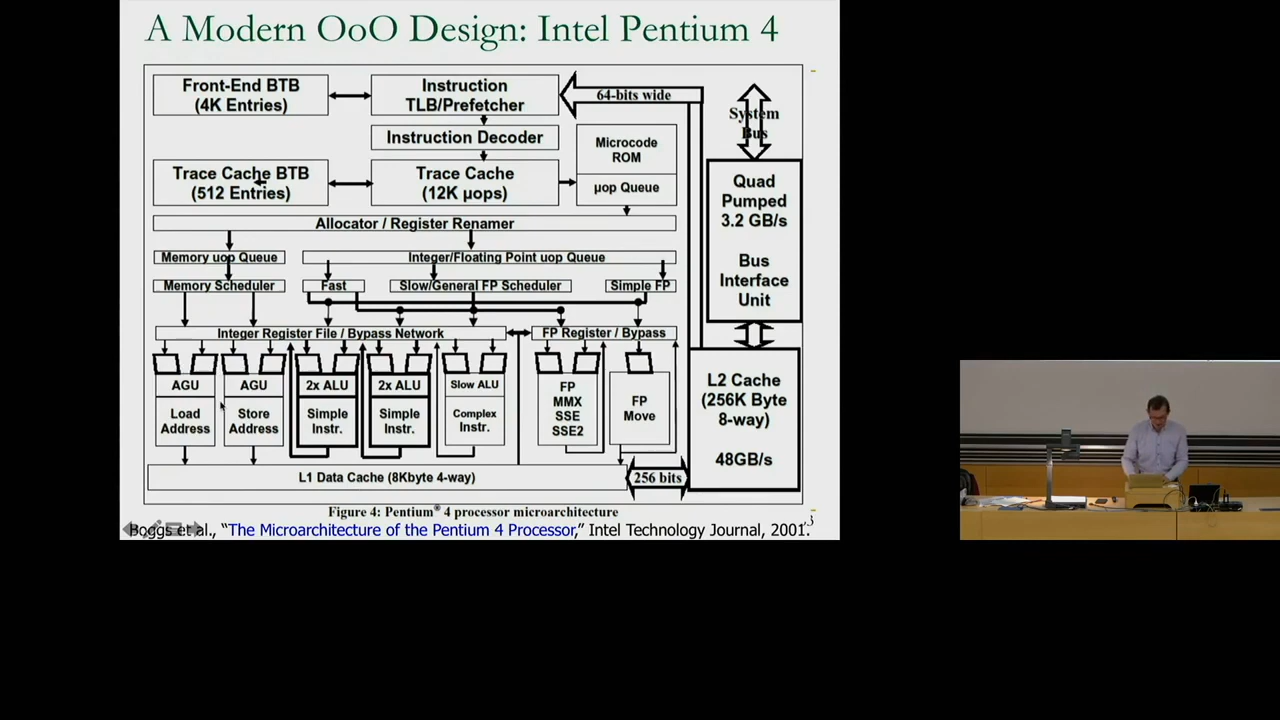 A Modern OoO Design: Intel Pentium 4
Front-End BTB
(4K Entries)
Instruction
TLB/Prefetcher
64-bits wide
System
Bus
Instruction Decoder
Microcode
ROM
Trace Cache BTB
(512 Entries)
Trace Cache
(12K µops)
µop Queue
Quad
Pumped
3.2 GB/s
Bus
Interface
Unit
Allocator / Register Renamer
Memory uop Queue
Integer/Floating Point uop Queue
Memory Scheduler
Fast
Slow/General FP Scheduler
Simple FP
Integer Register File / Bypass Network
FP Register / Bypass
AGU
Load
Address
AGU
Store
Address
2x ALU
Simple
Instr.
2x ALU
Simple
Instr.
Slow ALU
Complex
Instr.
FP
MMX
SSE
SSE2
FP
Move
L2 Cache
(256K Byte
8-way)
48GB/s
L1 Data Cache (8Kbyte 4-way)
256 bits
Figure 4: Pentium® 4 processor microarchitecture
Boggs et al., “The Microarchitecture of the Pentium 4 Processor,” Intel Technology Journal, 2001.